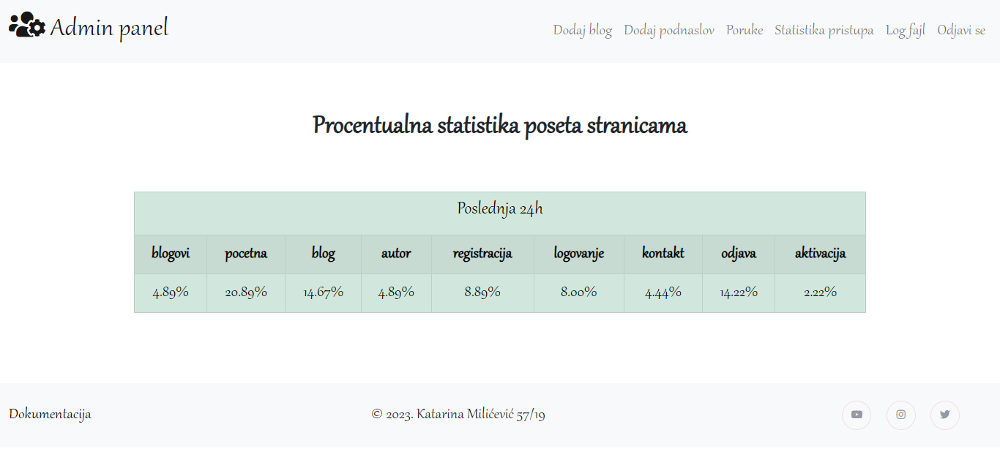 Admin panel
Dodaj blog Dodaj podnaslov Poruke Statistika pristupa Log fajl Odjavi se
Procentualna statistika poseta stranicama
Poslednja 24h
blogovi pocetna blog autor registracija logovanje kontakt odjava aktivacija
4.89% 20.89% 14.67% 4.89% 8.89% 8.00% 4.44% 14.22% 2.22%
Dokumentacija © 2023. Katarina Milićević 57/19